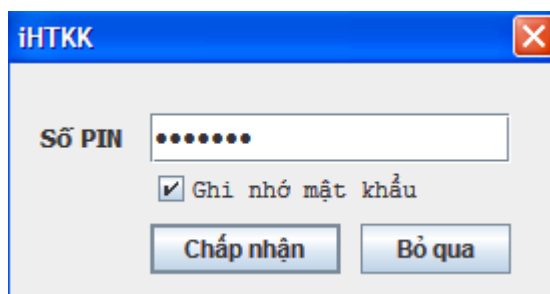 iHTKK
Số PIN •••••••
Ghi nhớ mật khẩu
Chấp nhận Bỏ qua